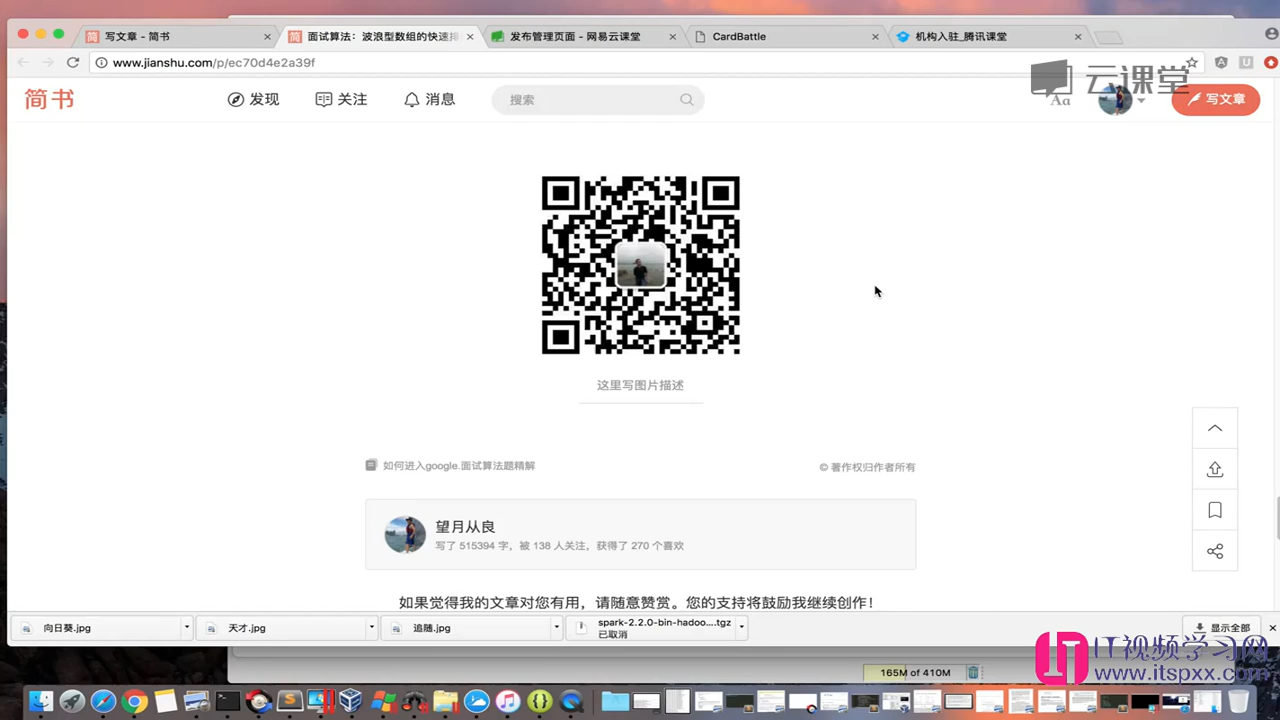 写文章 - 简书
面试算法：波浪型数组的快速排
发布管理页面 - 网易云课堂
CardBattle
机构入驻_腾讯课堂
www.jianshu.com/p/ec70d4e2a39f
云课堂
简书
发现
关注
消息
搜索
Aa
写文章
这里写图片描述
如何进入google.面试算法题精解
© 著作权归作者所有
望月从良
写了 515394 字，被 138 人关注，获得了 270 个喜欢
如果觉得我的文章对您有用，请随意赞赏。您的支持将鼓励我继续创作！
向日葵.jpg
天才.jpg
追随.jpg
spark-2.2.0-bin-hadoo....tgz
已取消
显示全部
165M of 410M
IT视频学习网
www.itspxx.com